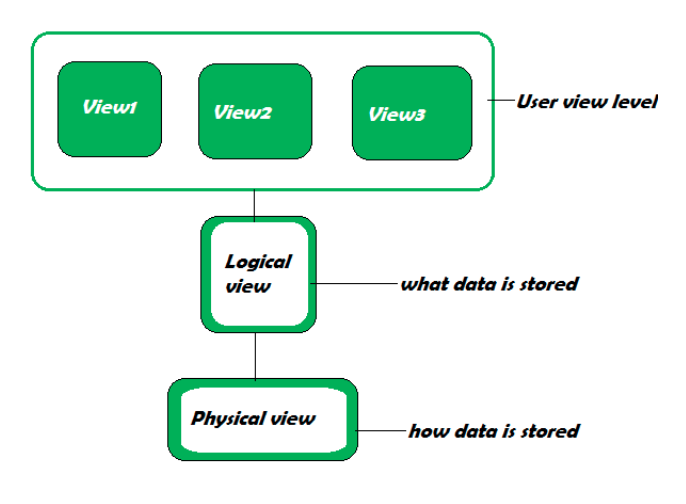 View1
View2
View3
User view level
Logical
view
what data is stored
Physical view
how data is stored